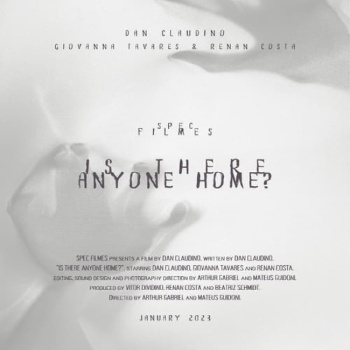 DAN CLAUDINO
GIOVANNA TAVARES & RENAN COSTA
SPEC
FILMES
IS THERE
ANYONE HOME?
SPEC FILMES PRESENTS A FILM BY DAN CLAUDINO. WRITTEN BY DAN CLAUDINO.
"IS THERE ANYONE HOME?", STARRING DAN CLAUDINO, GIOVANNA TAVARES AND RENAN COSTA.
EDITING, SOUND DESIGN AND PHOTOGRAPHY DIRECTION BY ARTHUR GABRIEL AND MATEUS GUIDONI.
PRODUCED BY VITOR DIVIDINO, RENAN COSTA AND BEATRIZ SCHMIDT.
DIRECTED BY ARTHUR GABRIEL AND MATEUS GUIDONI.
JANUARY 2023